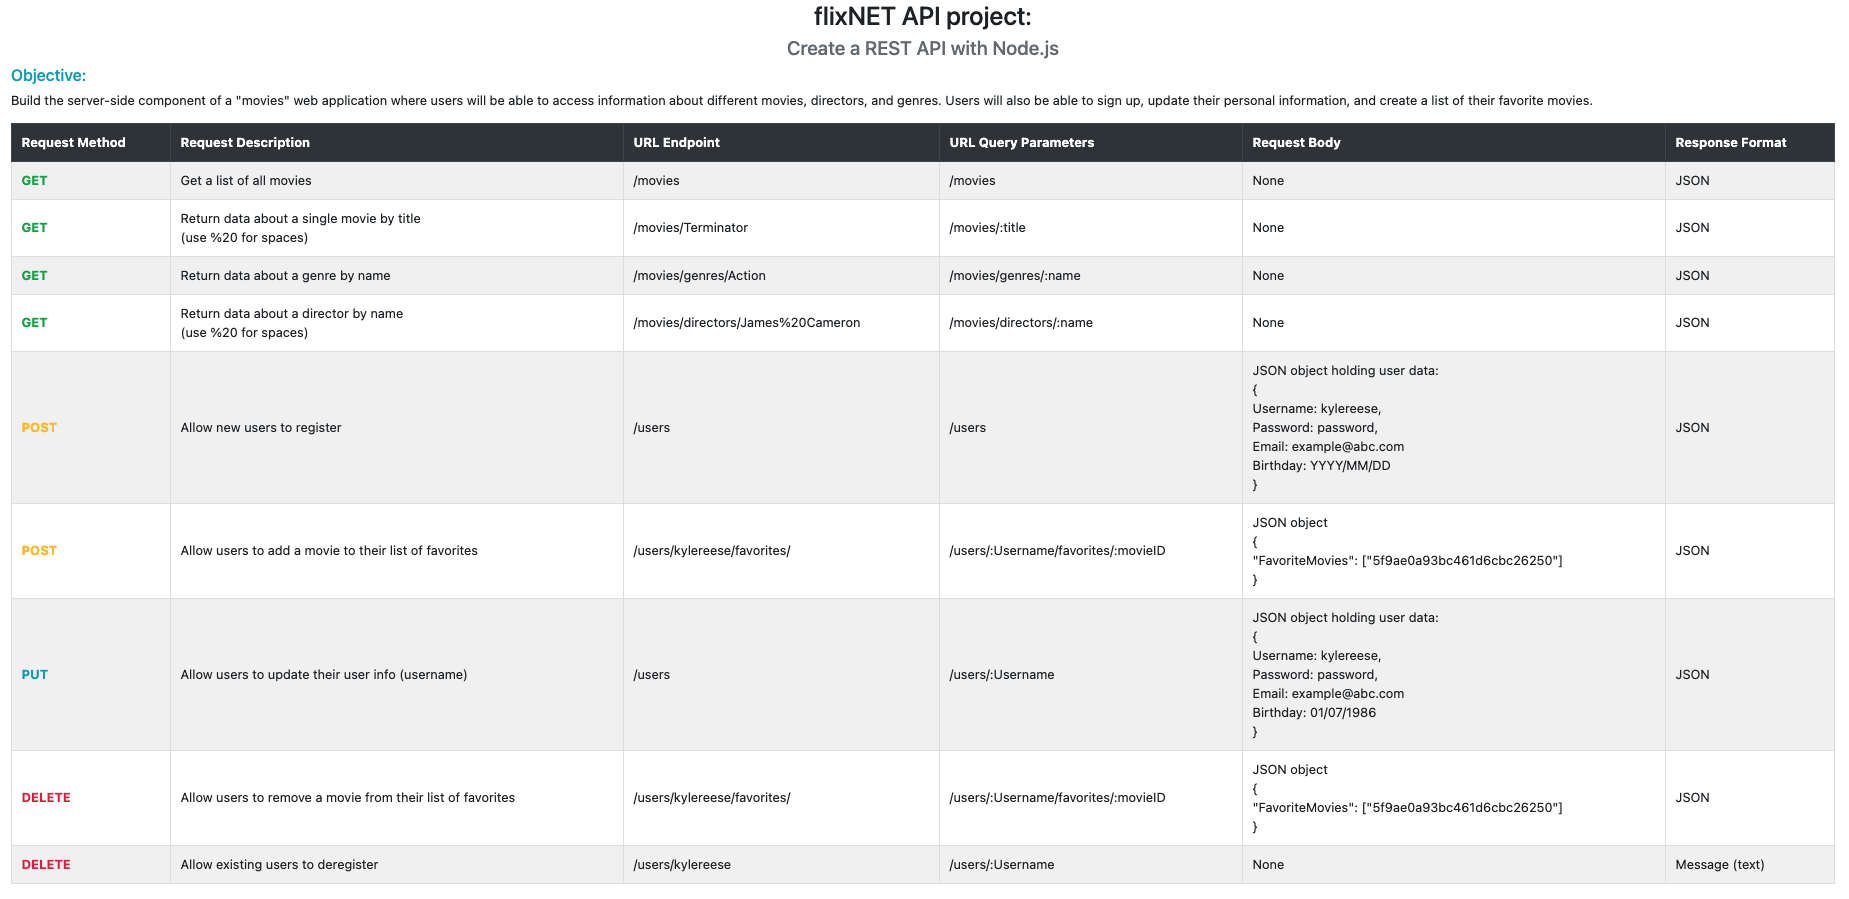 flixNET API project:
Create a REST API with Node.js
Objective:
Build the server-side component of a "movies" web application where users will be able to access information about different movies, directors, and genres. Users will also be able to sign up, update their personal information, and create a list of their favorite movies.
Request Method Request Description URL Endpoint URL Query Parameters Request Body Response Format
GET Get a list of all movies /movies /movies None JSON
GET Return data about a single movie by title
(use %20 for spaces) /movies/Terminator /movies/:title None JSON
GET Return data about a genre by name /movies/genres/Action /movies/genres/:name None JSON
GET Return data about a director by name
(use %20 for spaces) /movies/directors/James%20Cameron /movies/directors/:name None JSON
POST Allow new users to register /users /users JSON object holding user data:
{
Username: kylereese,
Password: password,
Email: example@abc.com
Birthday: YYYY/MM/DD
}
JSON
POST Allow users to add a movie to their list of favorites /users/kylereese/favorites/ /users/:Username/favorites/:movieID JSON object
{
"FavoriteMovies": ["5f9ae0a93bc461d6cbc26250"]
}
JSON
PUT Allow users to update their user info (username) /users /users/:Username JSON object holding user data:
{
Username: kylereese,
Password: password,
Email: example@abc.com
Birthday: 01/07/1986
}
JSON
DELETE Allow users to remove a movie from their list of favorites /users/kylereese/favorites/ /users/:Username/favorites/:movieID JSON object
{
"FavoriteMovies": ["5f9ae0a93bc461d6cbc26250"]
}
JSON
DELETE Allow existing users to deregister /users/kylereese /users/:Username None Message (text)